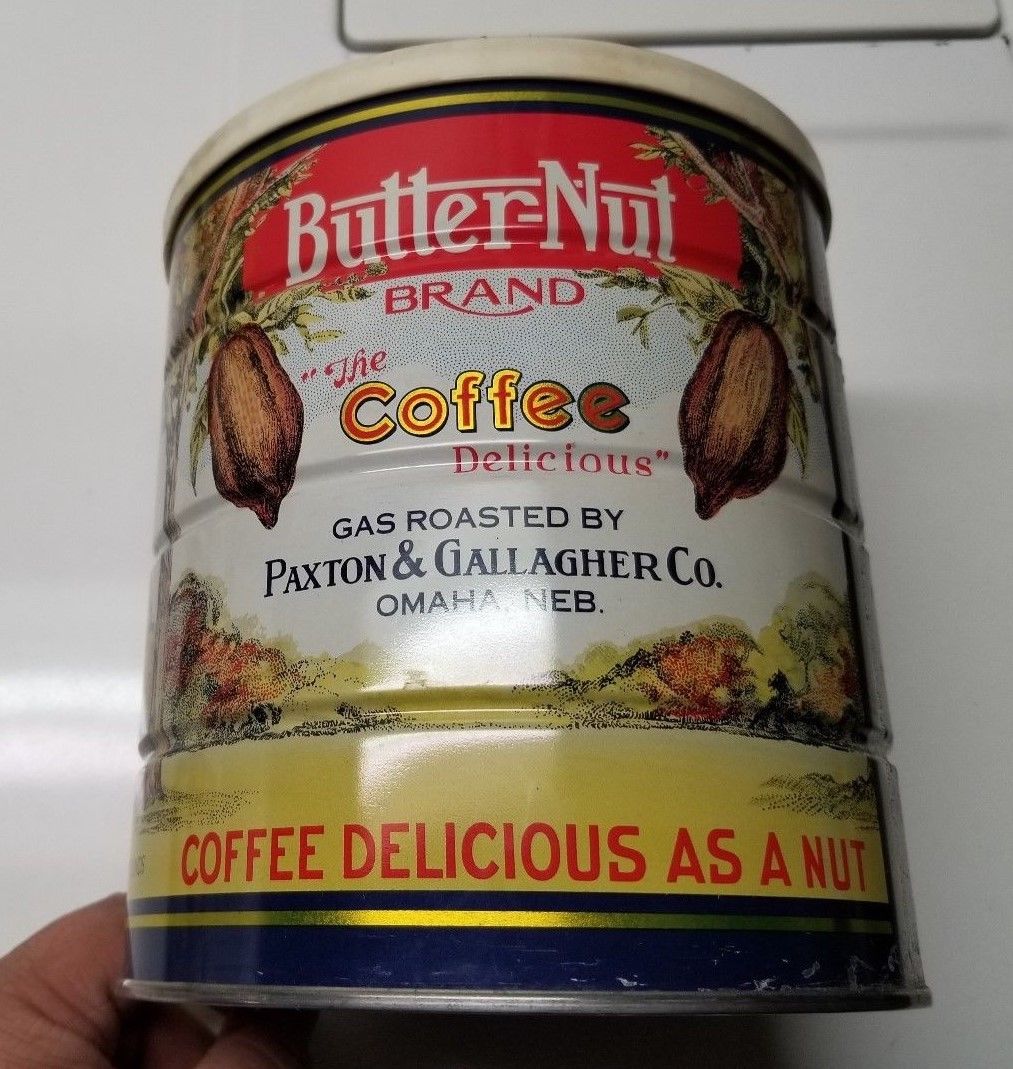 Butter-Nut
BRAND
"The
Coffee
Delicious"
GAS ROASTED BY
PAXTON & GALLAGHER CO.
OMAHA, NEB.
COFFEE DELICIOUS AS A NUT